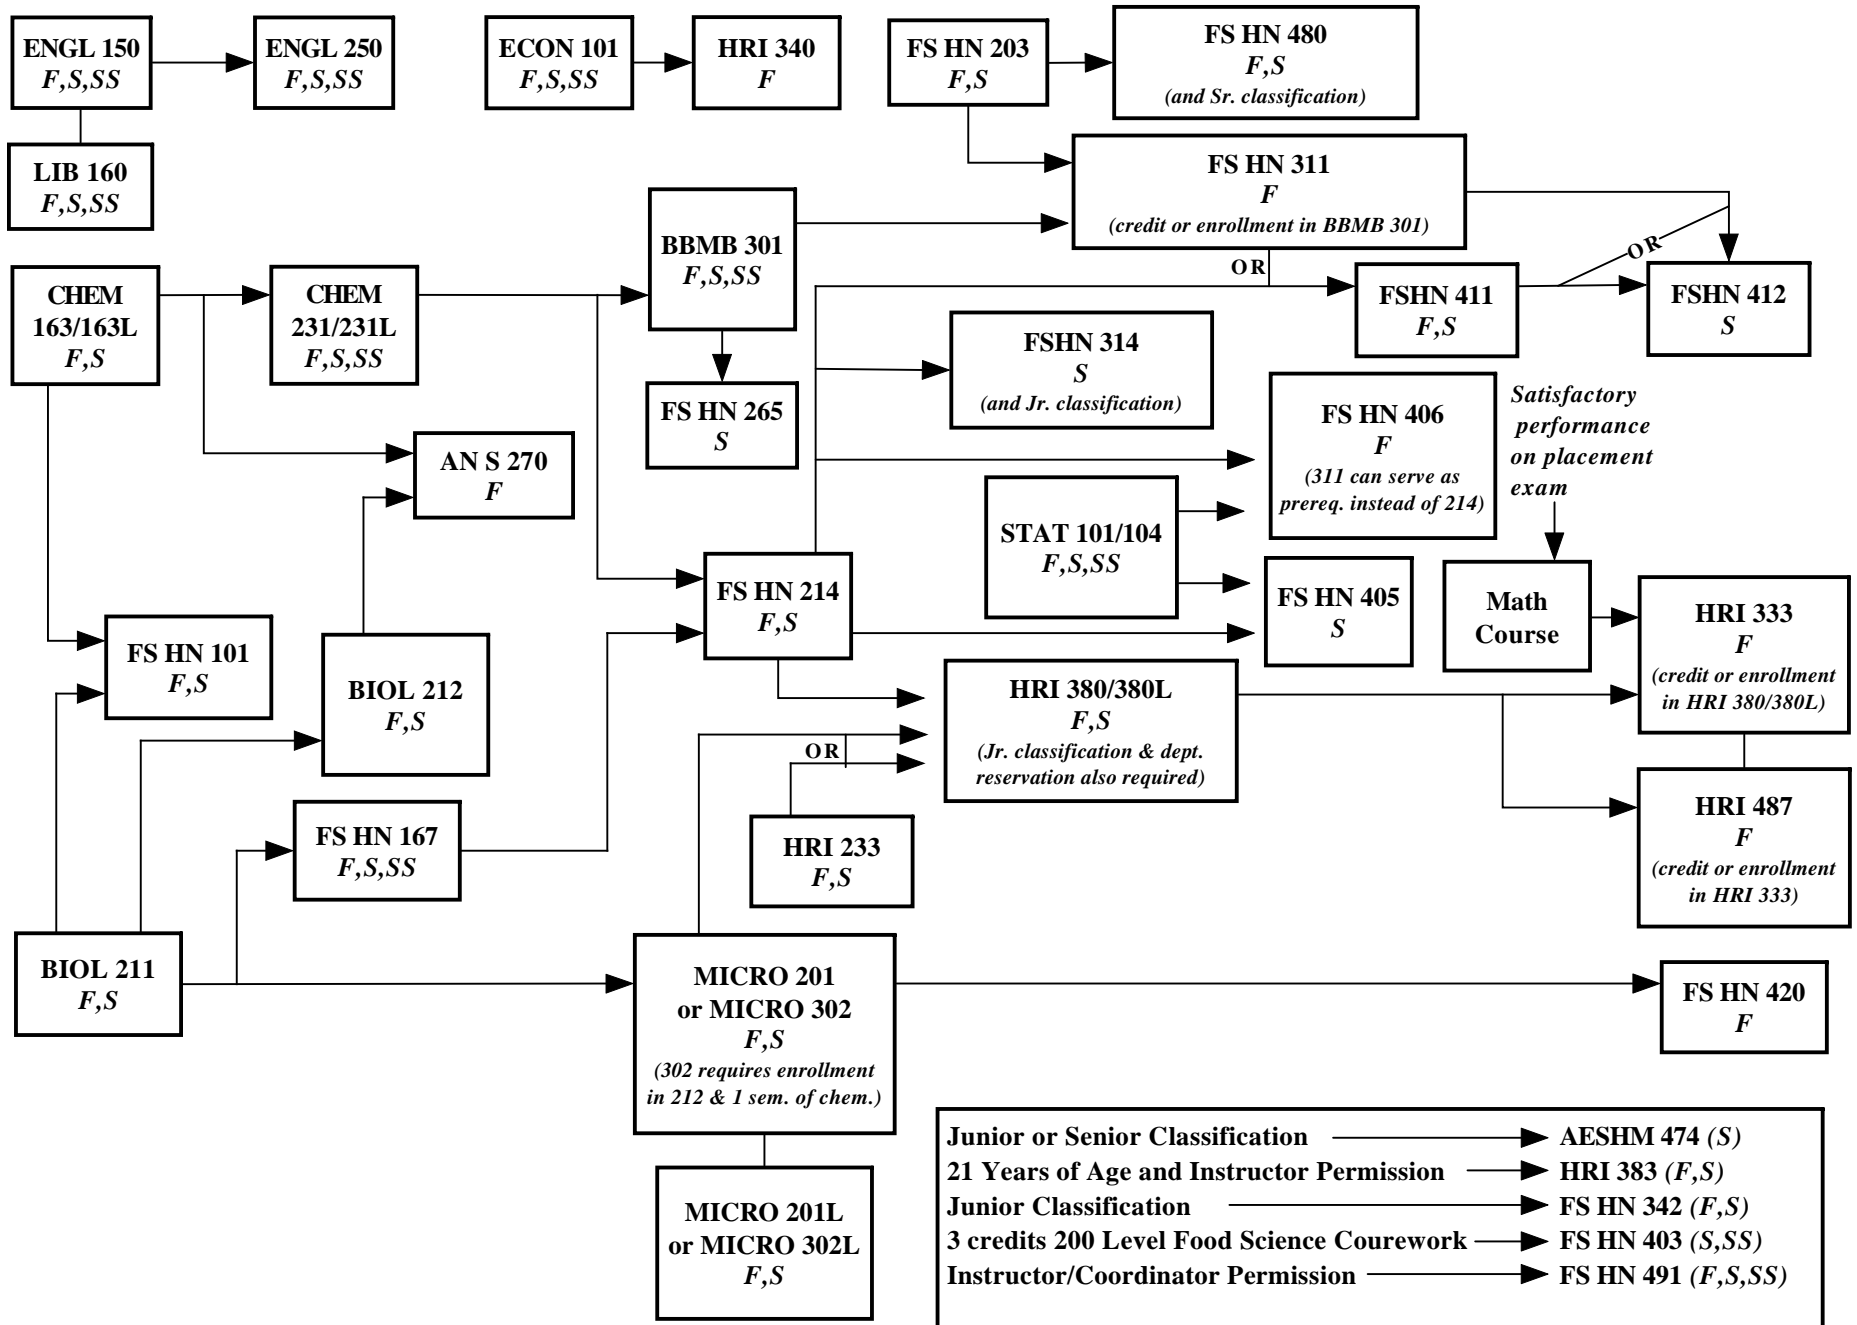 ENGL 150
F,S,SS
ENGL 250
F,S,SS
ECON 101
F,S,SS
HRI 340
F
FS HN 203
F,S
FS HN 480
F,S
(and Sr. classification)
LIB 160
F,S,SS
FS HN 311
F
(credit or enrollment in BBMB 301)
BBMB 301
F,S,SS
OR
OR
CHEM
163/163L
F,S
CHEM
231/231L
F,S,SS
FSHN 411
F,S
FSHN 412
S
FSHN 314
S
(and Jr. classification)
FS HN 265
S
FS HN 406
F
(311 can serve as
prereq. instead of 214)
Satisfactory
performance
on placement
exam
AN S 270
F
STAT 101/104
F,S,SS
FS HN 214
F,S
FS HN 405
S
Math
Course
HRI 333
F
(credit or enrollment
in HRI 380/380L)
FS HN 101
F,S
BIOL 212
F,S
HRI 380/380L
F,S
(Jr. classification & dept.
reservation also required)
OR
FS HN 167
F,S,SS
HRI 233
F,S
HRI 487
F
(credit or enrollment
in HRI 333)
BIOL 211
F,S
MICRO 201
or MICRO 302
F,S
(302 requires enrollment
in 212 & 1 sem. of chem.)
FS HN 420
F
MICRO 201L
or MICRO 302L
F,S
Junior or Senior Classification AESHM 474 (S)
21 Years of Age and Instructor Permission HRI 383 (F,S)
Junior Classification FS HN 342 (F,S)
3 credits 200 Level Food Science Courework FS HN 403 (S,SS)
Instructor/Coordinator Permission FS HN 491 (F,S,SS)